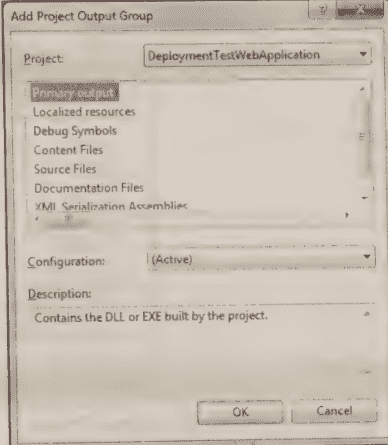 Add Project Output Group
Project: DeploymentTestWebApplication
Primary output
Localized resources
Debug Symbols
Content Files
Source Files
Documentation Files
XML Serialization Assemblies
Configuration: (Active)
Description:
Contains the DLL or EXE built by the project.
OK Cancel